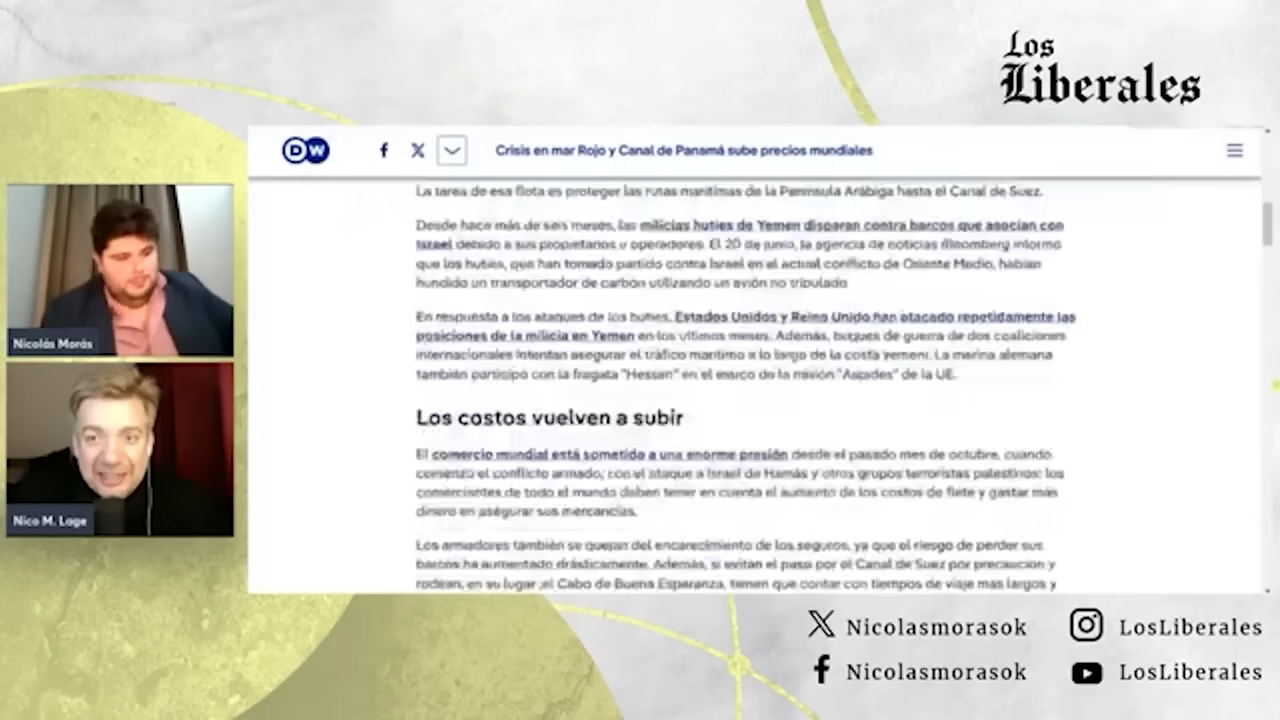 Los
Liberales
DW
Crisis en mar Rojo y Canal de Panamá sube precios mundiales
La tarea de esa flota es proteger las rutas marítimas de la Península Arábiga hasta el Canal de Suez.
Desde hace más de seis meses, las milicias hutíes de Yemen disparan contra barcos que asocian con
Israel debido a sus propietarios u operadores. El 20 de junio, la agencia de noticias Bloomberg informó
que los hutíes, que han tomado partido contra Israel en el actual conflicto de Oriente Medio, habían
hundido un transportador de carbón utilizando un avión no tripulado
En respuesta a los ataques de los hutíes, Estados Unidos y Reino Unido han atacado repetidamente las
posiciones de la milicia en Yemen en los últimos meses. Además, buques de guerra de dos coaliciones
internacionales intentan asegurar el tráfico marítimo a lo largo de la costa yemení. La marina alemana
también participó con la fragata "Hessen" en el marco de la misión "Aspides" de la UE.
Los costos vuelven a subir
El comercio mundial está sometido a una enorme presión desde el pasado mes de octubre, cuando
comenzó el conflicto armado, con el ataque a Israel de Hamás y otros grupos terroristas palestinos: los
comerciantes de todo el mundo deben tener en cuenta el aumento de los costos de flete y gastar más
dinero en asegurar sus mercancías.
Los armadores también se quejan del encarecimiento de los seguros, ya que el riesgo de perder sus
barcos ha aumentado drásticamente. Además, si evitan el paso por el Canal de Suez por precaución y
rodean, en su lugar, el Cabo de Buena Esperanza, tienen que contar con tiempos de viaje más largos y
Nicolás Morás
Nico M. Lage
Nicolasmorasok
LosLiberales
Nicolasmorasok
LosLiberales